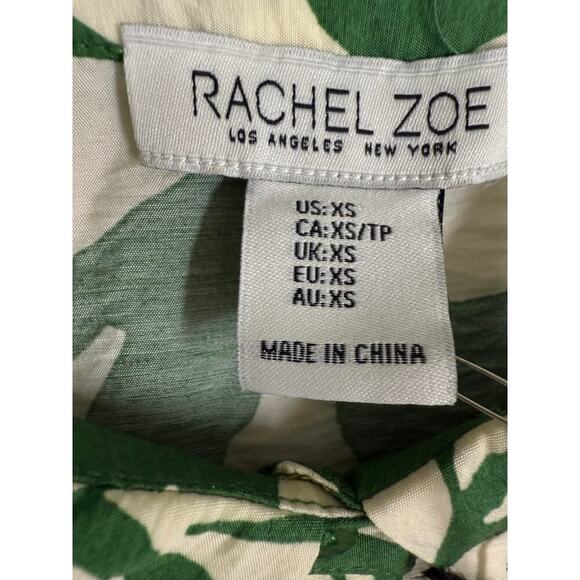 RACHEL ZOE
LOS ANGELES NEW YORK
US:XS
CA:XS/TP
UK:XS
EU:XS
AU:XS
MADE IN CHINA